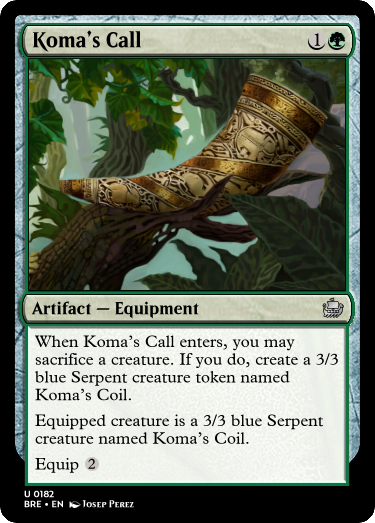 Koma's Call 1
Artifact — Equipment
When Koma's Call enters, you may
sacrifice a creature. If you do, create a 3/3
blue Serpent creature token named
Koma's Coil.
Equipped creature is a 3/3 blue Serpent
creature named Koma's Coil.
Equip 2
U 0182
BRE • EN Josep Perez